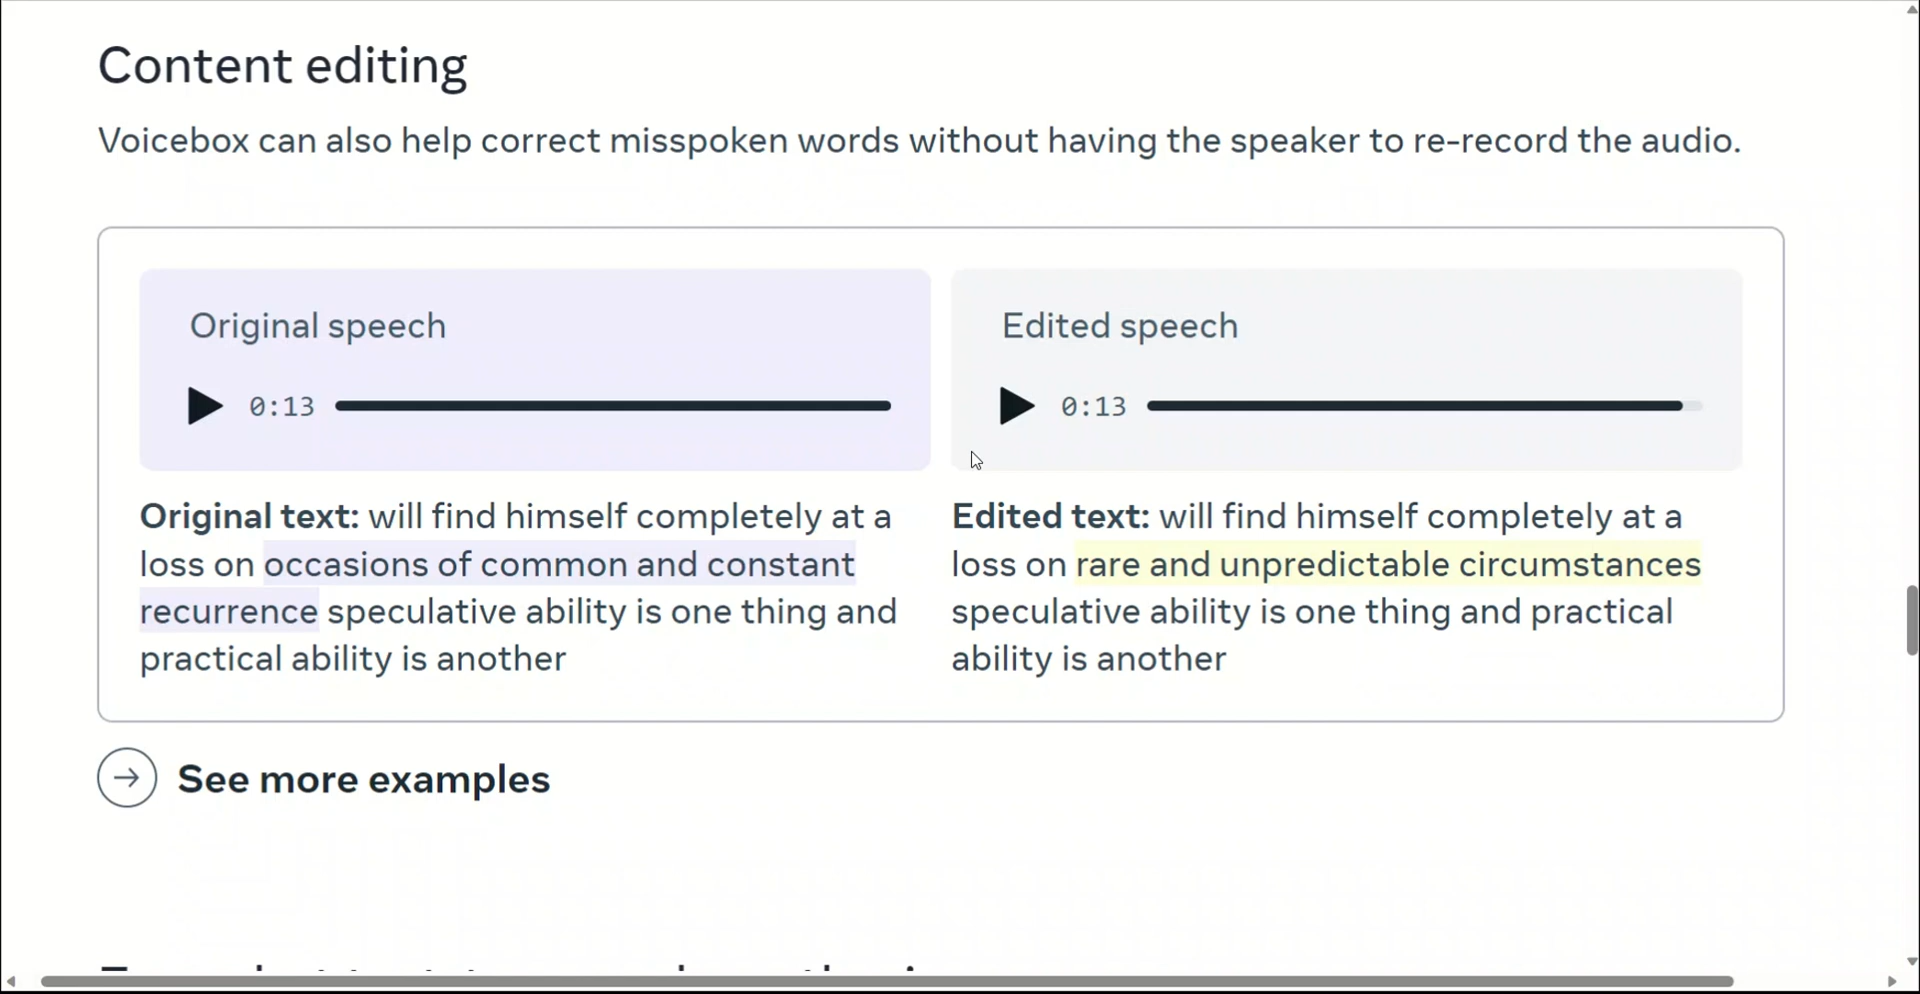 Content editing
Voicebox can also help correct misspoken words without having the speaker to re-record the audio.
Original speech
0:13
Original text: will find himself completely at a
loss on occasions of common and constant
recurrence speculative ability is one thing and
practical ability is another
Edited speech
0:13
Edited text: will find himself completely at a
loss on rare and unpredictable circumstances
speculative ability is one thing and practical
ability is another
See more examples